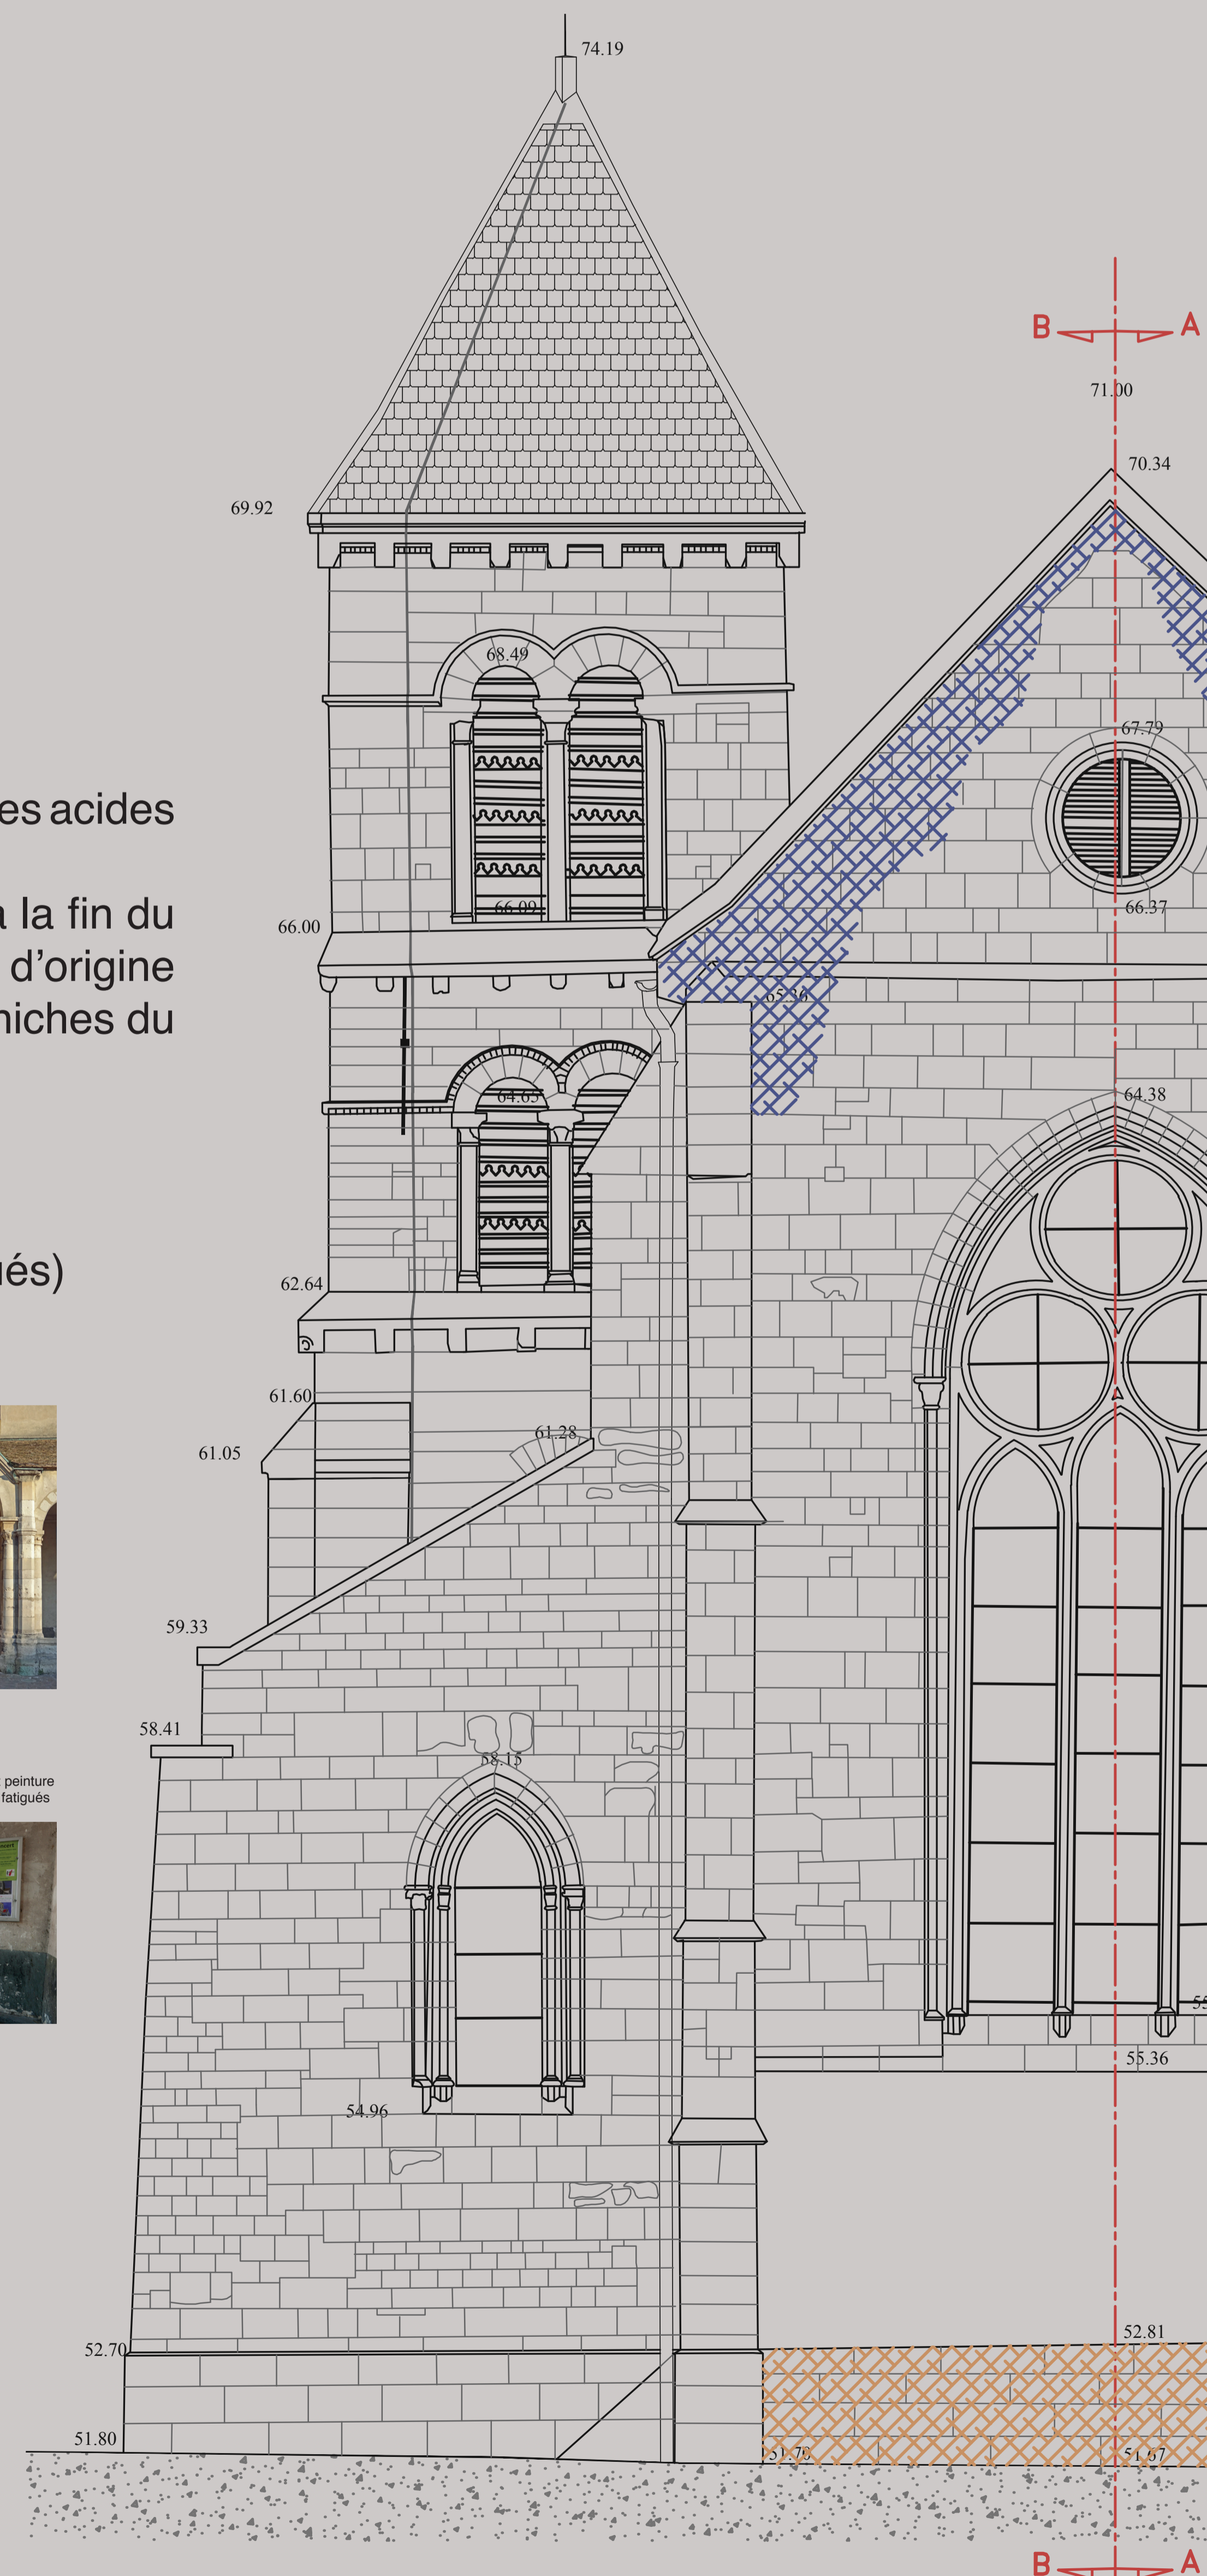 74.19
B A
71.00
70.34
69.92
68.49
67.79
es acides
à la fin du
66.09
66.37
66.00
d’origine
niches du
65.36
64.65
64.38
ués)
62.64
61.60
61.28
61.05
59.33
58.41
58.15
peinture
fatigués
55.36
54.96
52.81
52.70
51.80
51.70
51.67
B A